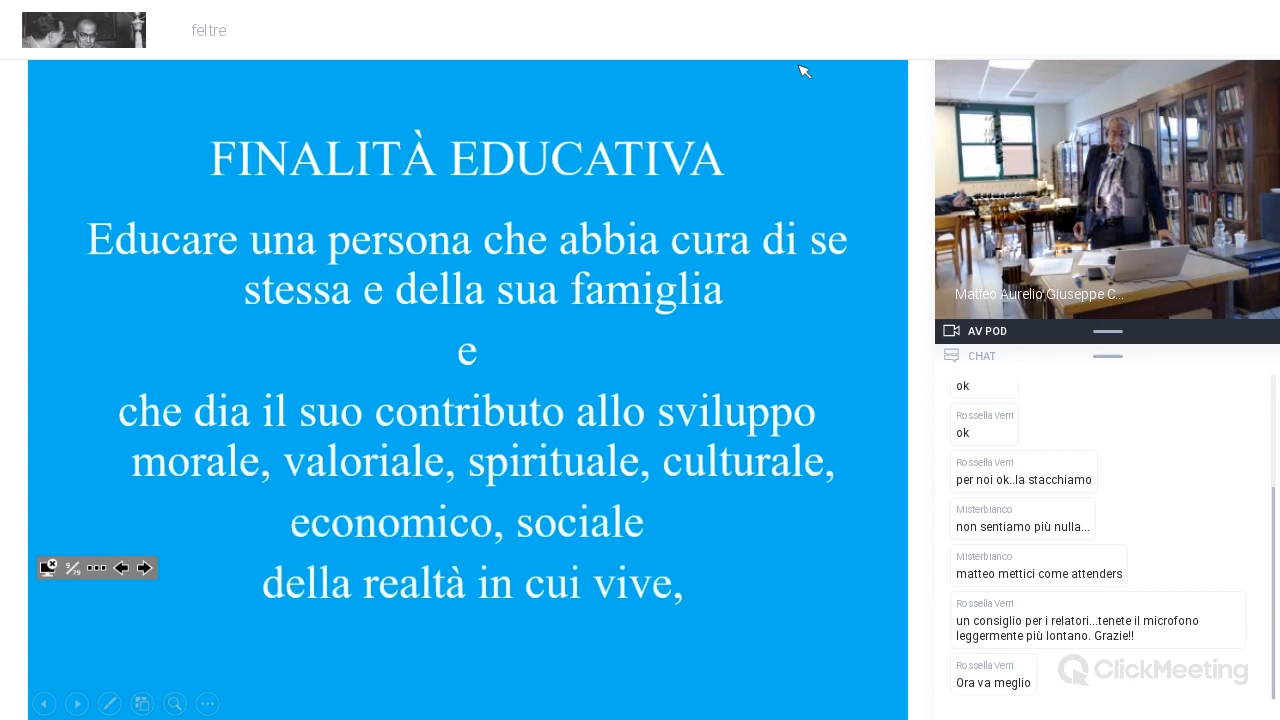 feltre
FINALITÀ EDUCATIVA
Educare una persona che abbia cura di se
stessa e della sua famiglia
e
che dia il suo contributo allo sviluppo
morale, valoriale, spirituale, culturale,
economico, sociale
della realtà in cui vive,
9/79
Matteo Aurelio Giuseppe C...
AV POD
CHAT
ok
Rossella Verri
ok
Rossella Verri
per noi ok..la stacchiamo
Misterbianco
non sentiamo più nulla...
Misterbianco
matteo mettici come attenders
Rossella Verri
un consiglio per i relatori...tenete il microfono
leggermente più lontano. Grazie!!
Rossella Verri
Ora va meglio
ClickMeeting